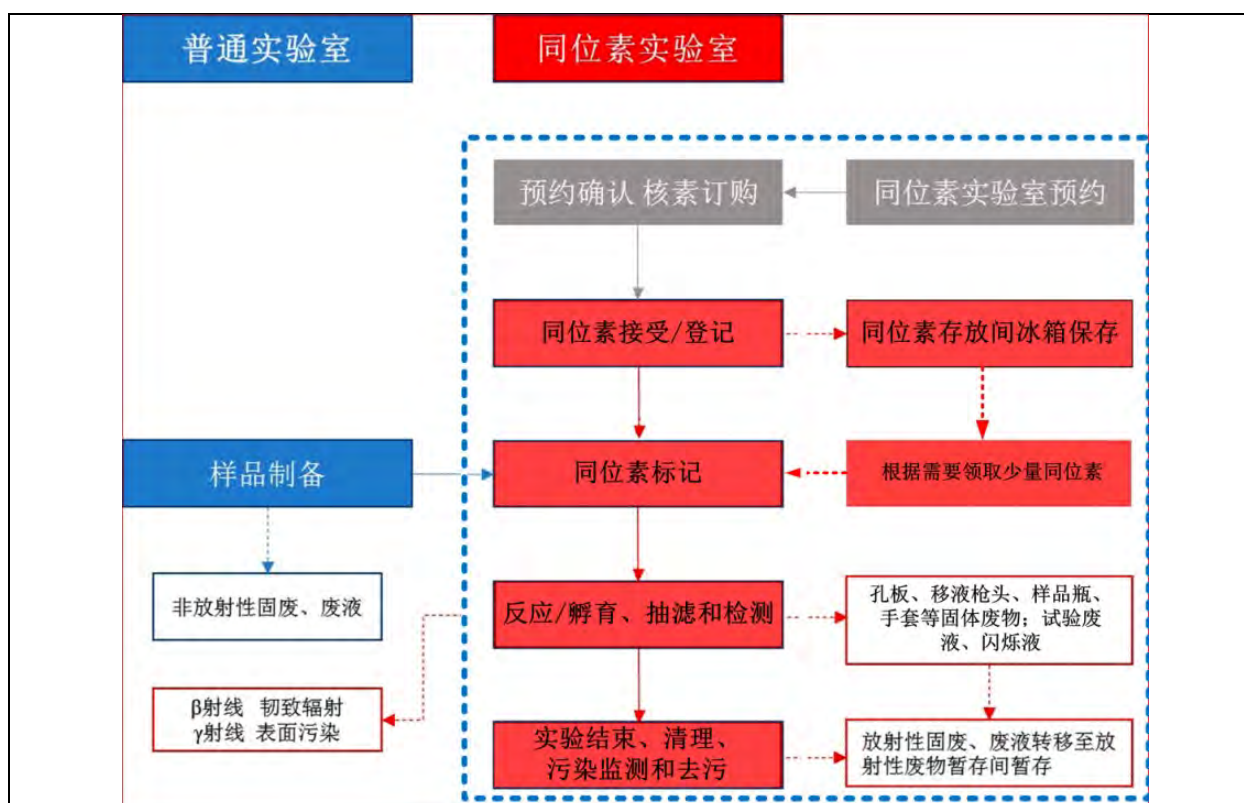 普通实验室
同位素实验室
预约确认 核素订购
同位素实验室预约
同位素接受/登记
同位素存放间冰箱保存
样品制备
同位素标记
根据需要领取少量同位素
非放射性固废、废液
反应/孵育、抽滤和检测
孔板、移液枪头、样品瓶、
手套等固体废物；试验废
液、闪烁液
β射线 韧致辐射
γ射线 表面污染
实验结束、清理、
污染监测和去污
放射性固废、废液转移至放
射性废物暂存间暂存